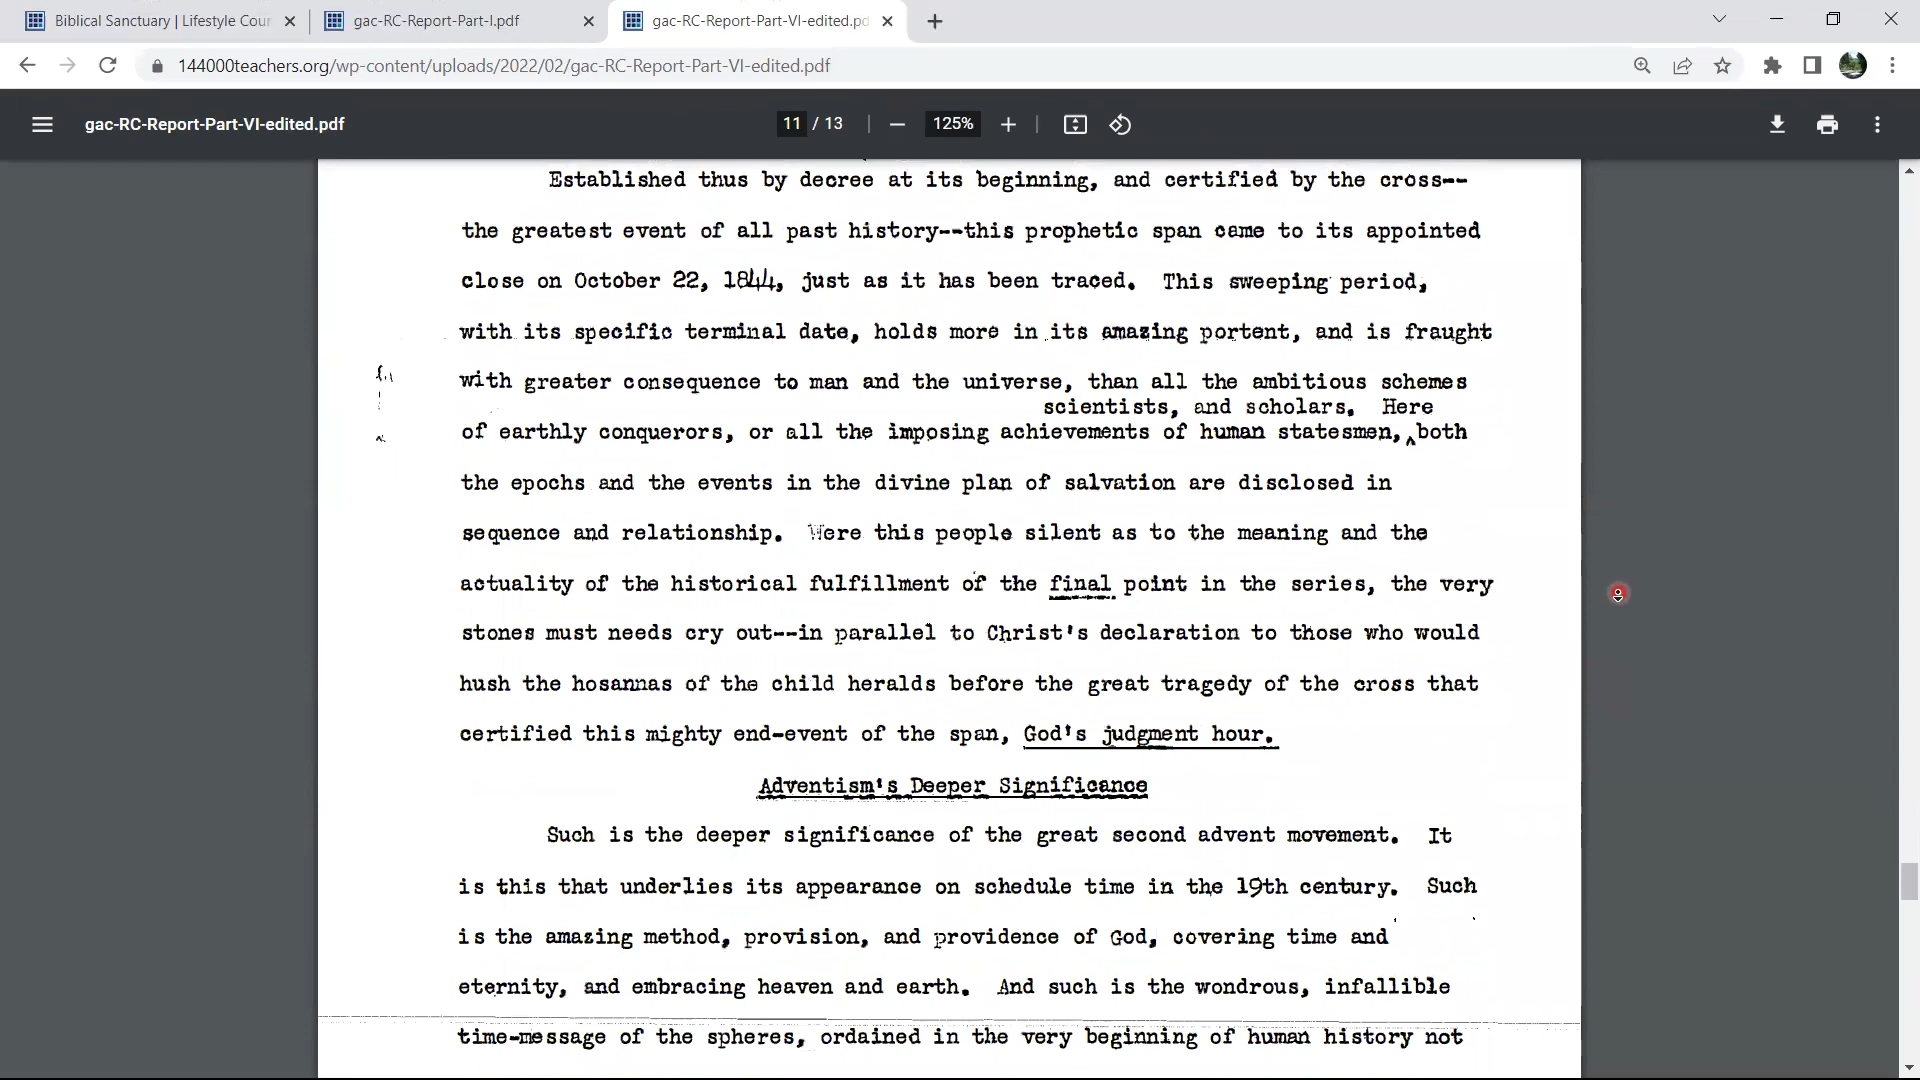 Biblical Sanctuary | Lifestyle Cour
gac-RC-Report-Part-I.pdf
gac-RC-Report-Part-VI-edited.pd
144000teachers.org/wp-content/uploads/2022/02/gac-RC-Report-Part-VI-edited.pdf
gac-RC-Report-Part-VI-edited.pdf
11 / 13
125%
Established thus by decree at its beginning, and certified by the cross--
the greatest event of all past history--this prophetic span came to its appointed
close on October 22, 1844, just as it has been traced. This sweeping period,
with its specific terminal date, holds more in its amazing portent, and is fraught
with greater consequence to man and the universe, than all the ambitious schemes
scientists, and scholars. Here
of earthly conquerors, or all the imposing achievements of human statesmen, ^both
the epochs and the events in the divine plan of salvation are disclosed in
sequence and relationship. Were this people silent as to the meaning and the
actuality of the historical fulfillment of the final point in the series, the very
stones must needs cry out--in parallel to Christ's declaration to those who would
hush the hosannas of the child heralds before the great tragedy of the cross that
certified this mighty end-event of the span, God's judgment hour.
Adventism's Deeper Significance
Such is the deeper significance of the great second advent movement. It
is this that underlies its appearance on schedule time in the 19th century. Such
is the amazing method, provision, and providence of God, covering time and
eternity, and embracing heaven and earth. And such is the wondrous, infallible
time-message of the spheres, ordained in the very beginning of human history not